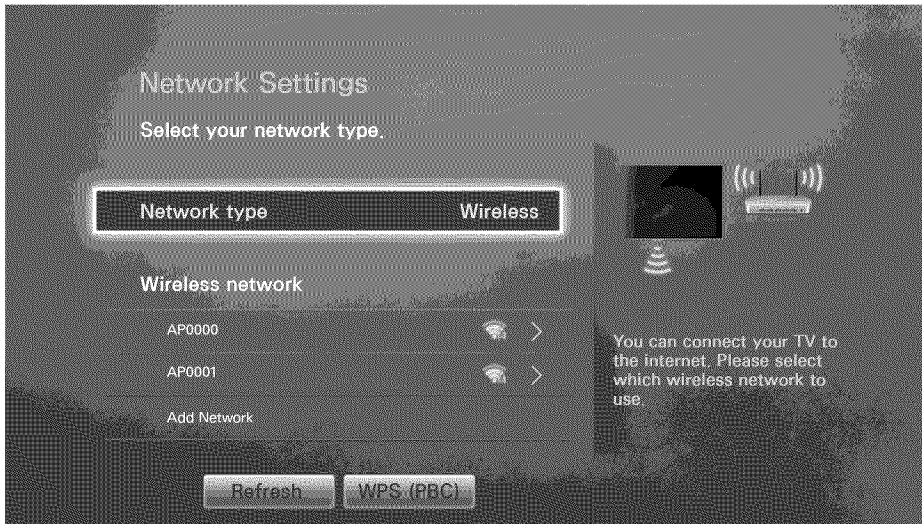 Network Settings
Select your network type.
Network type Wireless
Wireless network
AP0000
AP0001
Add Network
You can connect your TV to
the internet. Please select
which wireless network to
use.
Refresh WPS (PBC)